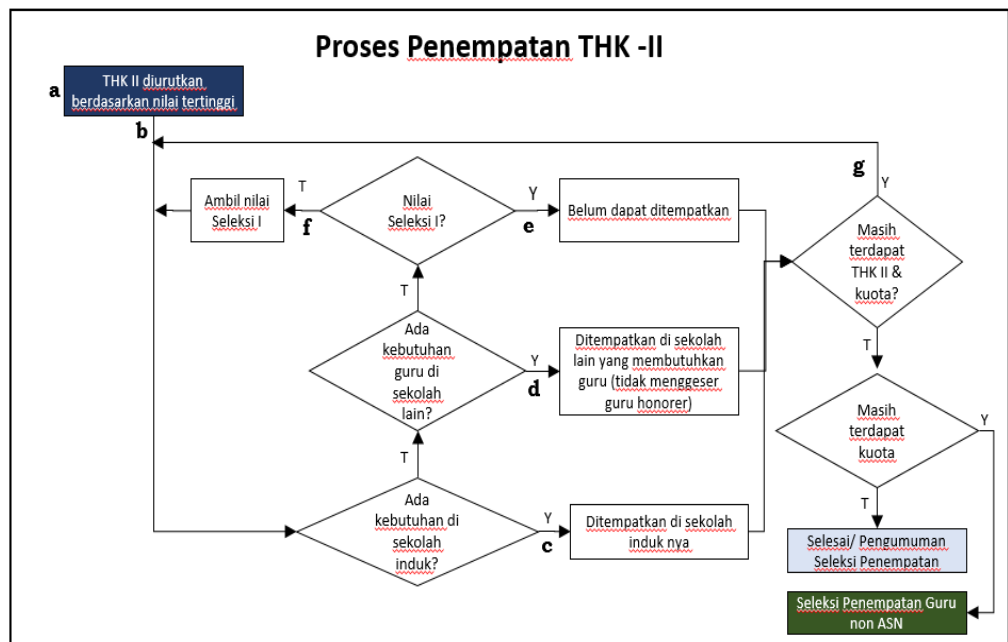 Proses Penempatan THK -II
a
THK II diurutkan
berdasarkan nilai tertinggi
b
g
Y
Ambil nilai
Seleksi I
T
f
Nilai
Seleksi I?
Y
e
Belum dapat ditempatkan
Masih
terdapat
THK II &
kuota?
T
T
Ada
kebutuhan
guru di
sekolah
lain?
Y
d
Ditempatkan di sekolah
lain yang membutuhkan
guru (tidak menggeser
guru honorer)
Masih
terdapat
kuota
Y
T
T
Ada
kebutuhan di
sekolah
induk?
Y
c
Ditempatkan di sekolah
induk nya
Selesai/ Pengumuman
Seleksi Penempatan
Seleksi Penempatan Guru
non ASN